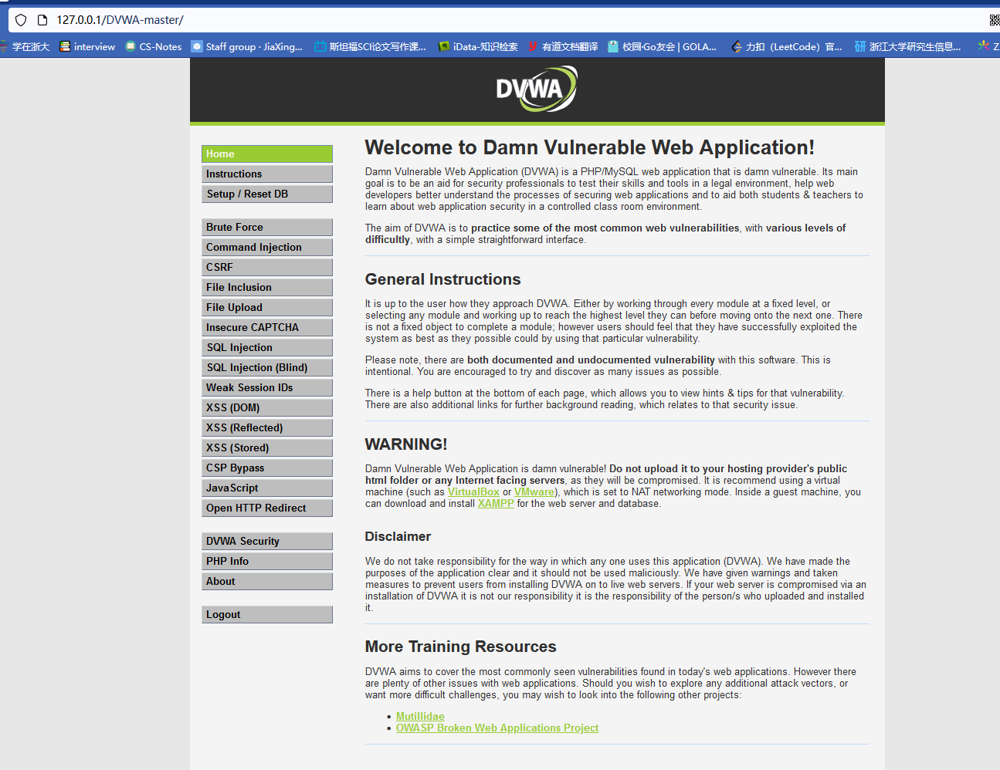 127.0.0.1/DVWA-master/
学在浙大 interview CS-Notes Staff group · JiaXing... 斯坦福SCI论文写作课... iData-知识检索 有道文档翻译 校园·Go友会 | GOLA... 力扣（LeetCode）官... 浙江大学研究生信息... Z
DVWA
Home
Instructions
Setup / Reset DB
Brute Force
Command Injection
CSRF
File Inclusion
File Upload
Insecure CAPTCHA
SQL Injection
SQL Injection (Blind)
Weak Session IDs
XSS (DOM)
XSS (Reflected)
XSS (Stored)
CSP Bypass
JavaScript
Open HTTP Redirect
DVWA Security
PHP Info
About
Logout
Welcome to Damn Vulnerable Web Application!
Damn Vulnerable Web Application (DVWA) is a PHP/MySQL web application that is damn vulnerable. Its main
goal is to be an aid for security professionals to test their skills and tools in a legal environment, help web
developers better understand the processes of securing web applications and to aid both students & teachers to
learn about web application security in a controlled class room environment.
The aim of DVWA is to practice some of the most common web vulnerabilities, with various levels of
difficultly, with a simple straightforward interface.
General Instructions
It is up to the user how they approach DVWA. Either by working through every module at a fixed level, or
selecting any module and working up to reach the highest level they can before moving onto the next one. There
is not a fixed object to complete a module; however users should feel that they have successfully exploited the
system as best as they possible could by using that particular vulnerability.
Please note, there are both documented and undocumented vulnerability with this software. This is
intentional. You are encouraged to try and discover as many issues as possible.
There is a help button at the bottom of each page, which allows you to view hints & tips for that vulnerability.
There are also additional links for further background reading, which relates to that security issue.
WARNING!
Damn Vulnerable Web Application is damn vulnerable! Do not upload it to your hosting provider's public
html folder or any Internet facing servers, as they will be compromised. It is recommend using a virtual
machine (such as VirtualBox or VMware), which is set to NAT networking mode. Inside a guest machine, you
can download and install XAMPP for the web server and database.
Disclaimer
We do not take responsibility for the way in which any one uses this application (DVWA). We have made the
purposes of the application clear and it should not be used maliciously. We have given warnings and taken
measures to prevent users from installing DVWA on to live web servers. If your web server is compromised via an
installation of DVWA it is not our responsibility it is the responsibility of the person/s who uploaded and installed
it.
More Training Resources
DVWA aims to cover the most commonly seen vulnerabilities found in today's web applications. However there
are plenty of other issues with web applications. Should you wish to explore any additional attack vectors, or
want more difficult challenges, you may wish to look into the following other projects:
• Mutillidae
• OWASP Broken Web Applications Project